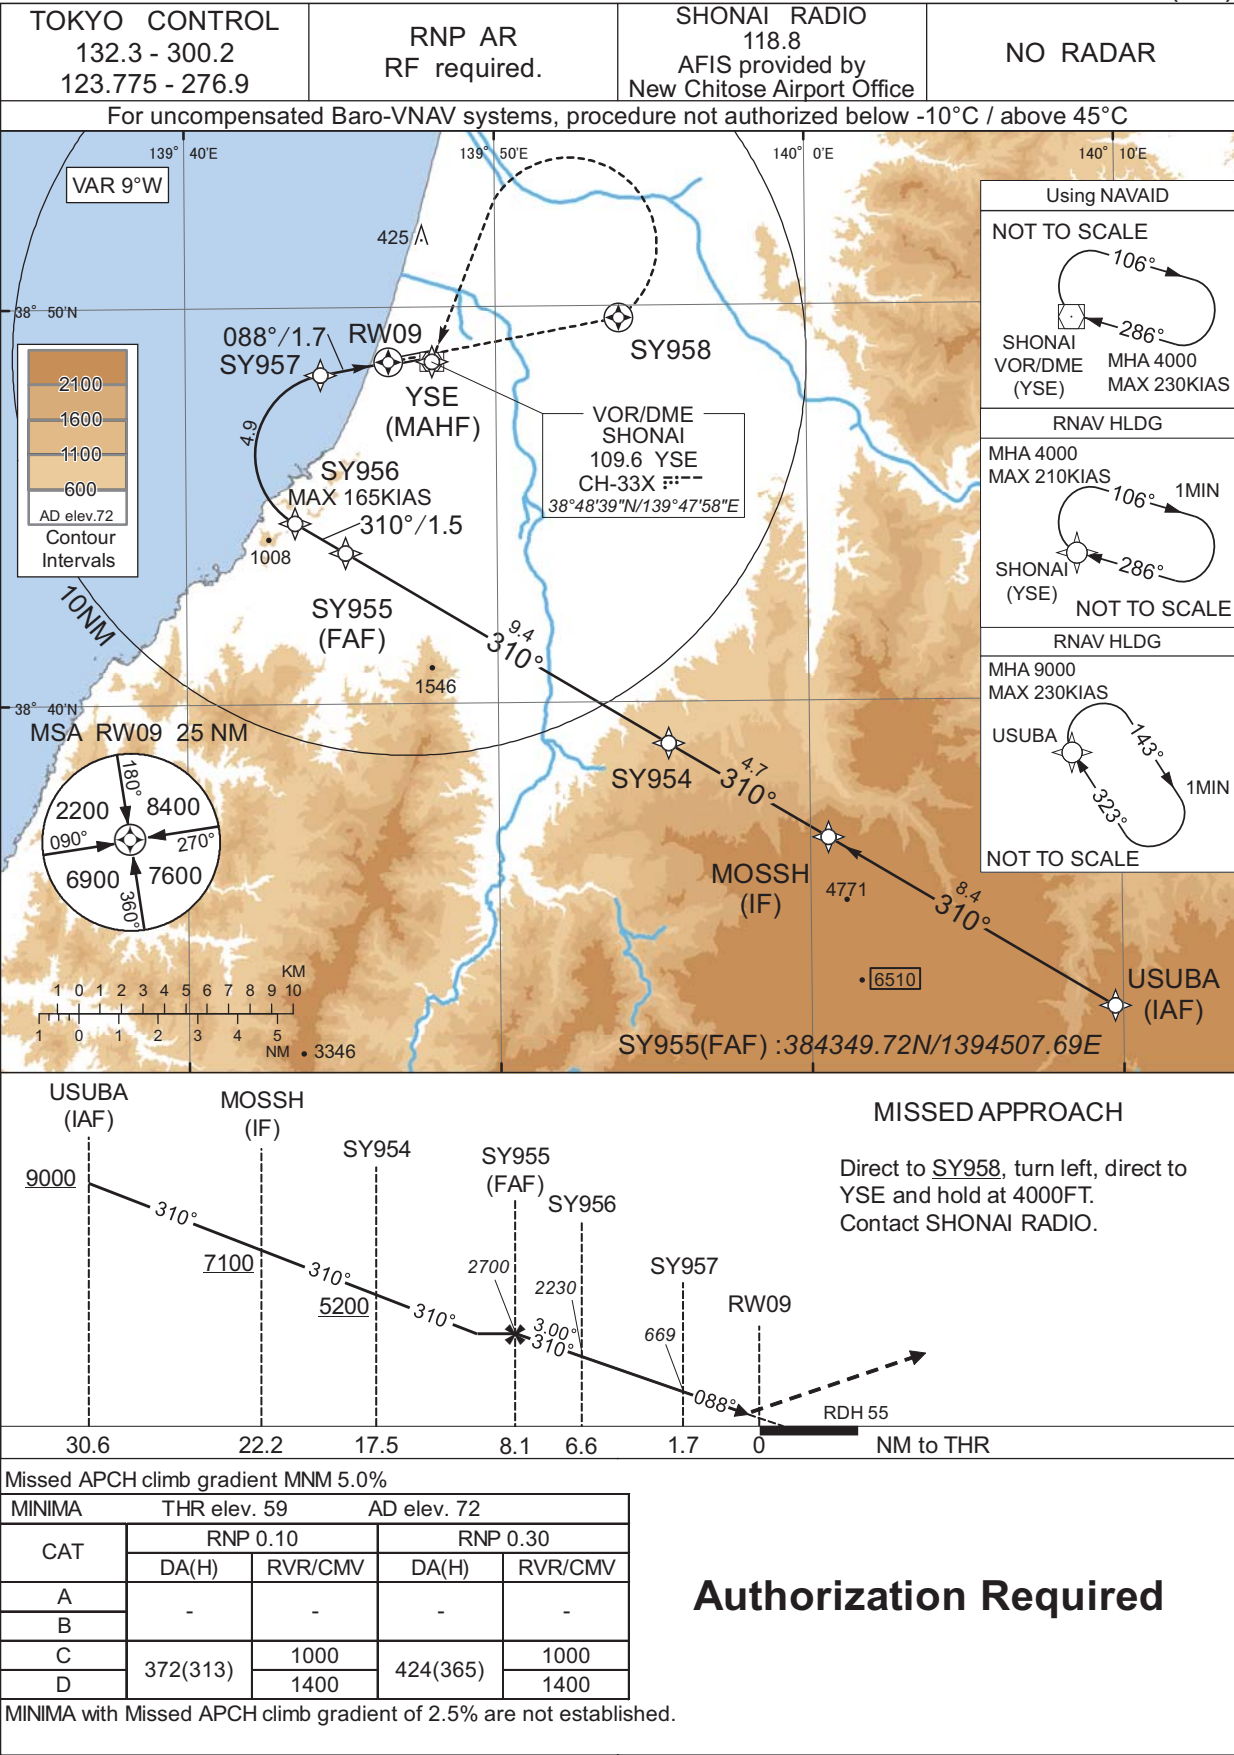 TOKYO CONTROL
132.3 - 300.2
123.775 - 276.9
RNP AR
RF required.
SHONAI RADIO
118.8
AFIS provided by
New Chitose Airport Office
NO RADAR
For uncompensated Baro-VNAV systems, procedure not authorized below -10°C / above 45°C
139° 40'E
139° 50'E
140° 0'E
140° 10'E
VAR 9°W
425
38° 50'N
088°/1.7
RW09
SY957
SY958
YSE
(MAHF)
4.9
2100
1600
1100
600
AD elev.72
Contour
Intervals
VOR/DME
SHONAI
109.6 YSE
CH-33X
38°48'39"N/139°47'58"E
SY956
MAX 165KIAS
310°/1.5
1008
10NM
SY955
(FAF)
9.4
310°
1546
38° 40'N
MSA RW09 25 NM
180°
2200
8400
090°
270°
6900
7600
360°
SY954
4.7
310°
MOSSH
(IF)
4771
8.4
310°
6510
USUBA
(IAF)
KM
1 0 1 2 3 4 5 6 7 8 9 10
1 0 1 2 3 4 5
NM
3346
SY955(FAF) :384349.72N/1394507.69E
Using NAVAID
NOT TO SCALE
106°
286°
SHONAI
VOR/DME
(YSE)
MHA 4000
MAX 230KIAS
RNAV HLDG
MHA 4000
MAX 210KIAS
106°
1MIN
286°
SHONAI
(YSE)
NOT TO SCALE
RNAV HLDG
MHA 9000
MAX 230KIAS
USUBA
143°
1MIN
323°
NOT TO SCALE
USUBA
(IAF)
MOSSH
(IF)
SY954
SY955
(FAF)
SY956
SY957
RW09
9000
310°
7100
310°
5200
310°
2700
2230
3.00°
310°
669
088°
RDH 55
30.6
22.2
17.5
8.1
6.6
1.7
0
NM to THR
MISSED APPROACH
Direct to SY958, turn left, direct to
YSE and hold at 4000FT.
Contact SHONAI RADIO.
Missed APCH climb gradient MNM 5.0%
MINIMA THR elev. 59 AD elev. 72
CAT RNP 0.10 RNP 0.30
DA(H) RVR/CMV DA(H) RVR/CMV
A
- - - -
B
C 1000 1000
372(313) 424(365)
D 1400 1400
MINIMA with Missed APCH climb gradient of 2.5% are not established.
Authorization Required